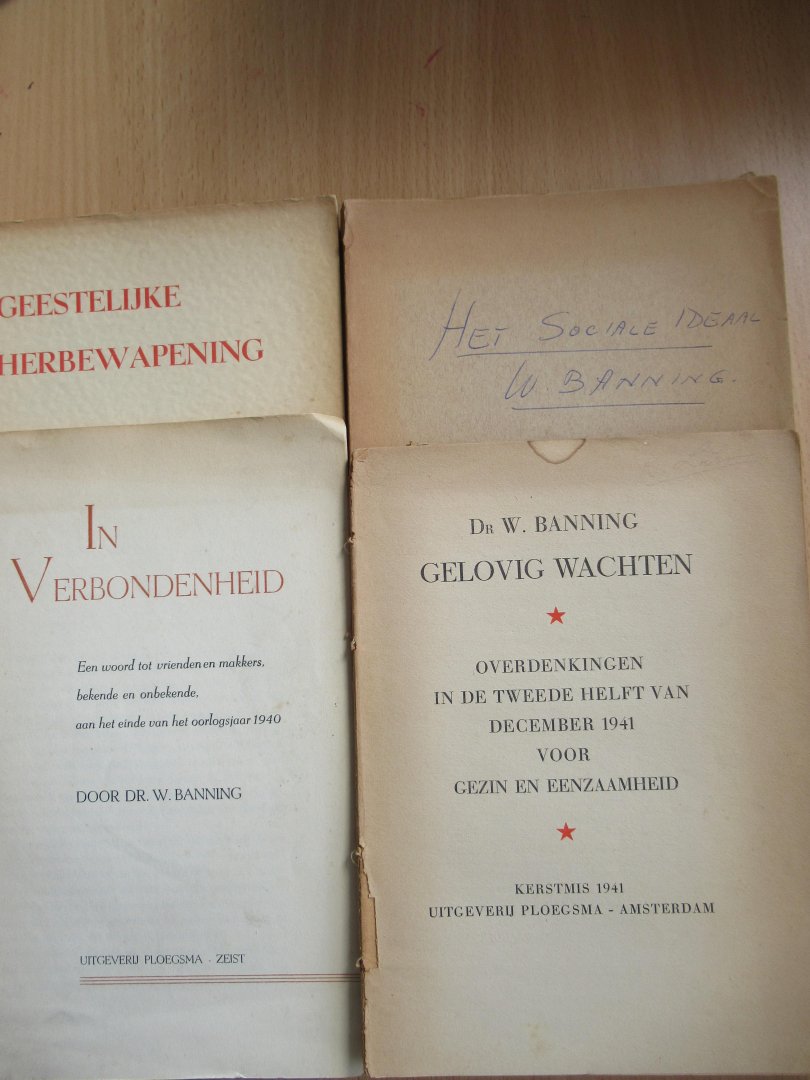 GEESTELIJKE
HERBEWAPENING
HET SOCIALE IDEAAL
W. BANNING.
IN
VERBONDENHEID
Een woord tot vrienden en makkers,
bekende en onbekende,
aan het einde van het oorlogsjaar 1940
DOOR DR. W. BANNING
UITGEVERIJ PLOEGSMA . ZEIST
DR W. BANNING
GELOVIG WACHTEN
★
OVERDENKINGEN
IN DE TWEEDE HELFT VAN
DECEMBER 1941
VOOR
GEZIN EN EENZAAMHEID
★
KERSTMIS 1941
UITGEVERIJ PLOEGSMA - AMSTERDAM